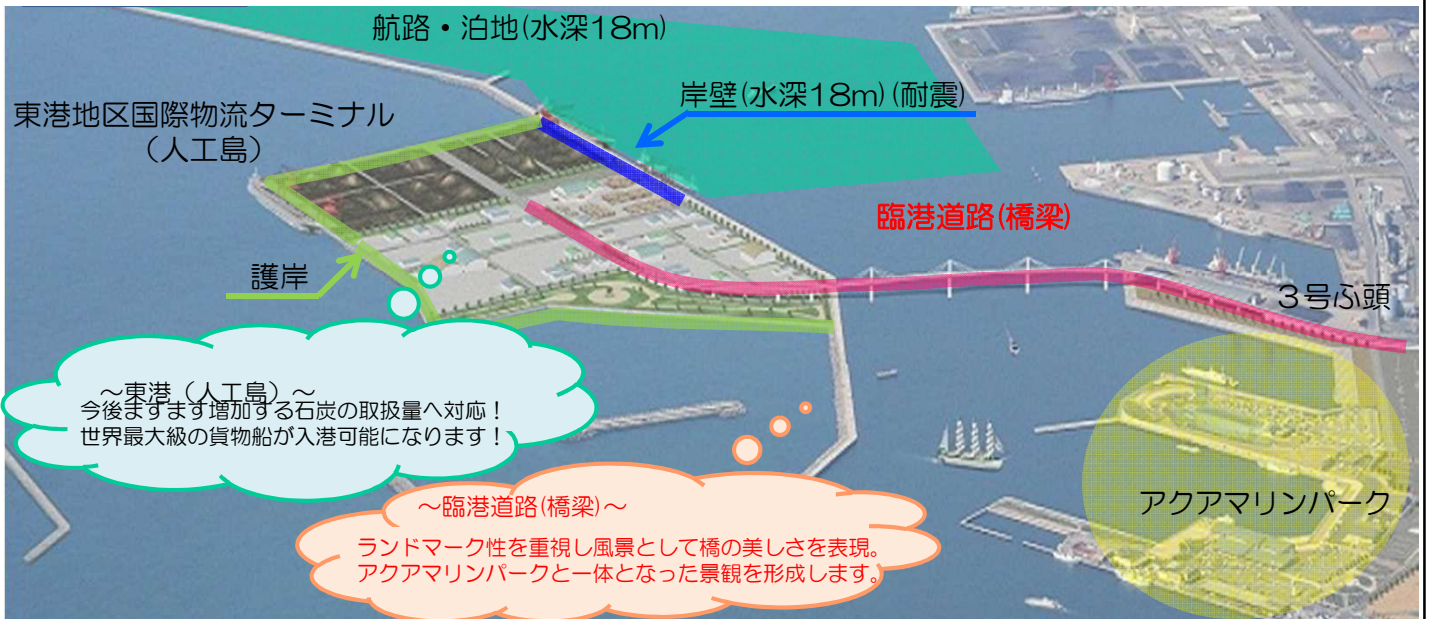 航路・泊地(水深18m)
岸壁(水深18m)(耐震)
東港地区国際物流ターミナル
(人工島)
臨港道路(橋梁)
護岸
3号ふ頭
～東港(人工島)～
今後ますます増加する石炭の取扱量へ対応！
世界最大級の貨物船が入港可能になります！
アクアマリンパーク
～臨港道路(橋梁)～
ランドマーク性を重視し風景として橋の美しさを表現。
アクアマリンパークと一体となった景観を形成します。